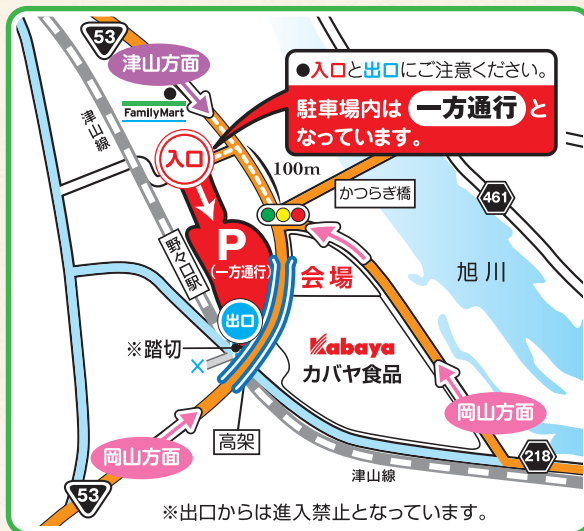 53
津山方面
FamilyMart
津山線
●入口と出口にご注意ください。
駐車場内は 一方通行 と
なっています。
入口
100m
かつらぎ橋
461
旭川
野々口駅
P
(一方通行)
会場
出口
※踏切
Kabaya
カバヤ食品
岡山方面
高架
岡山方面
218
津山線
53
※出口からは進入禁止となっています。